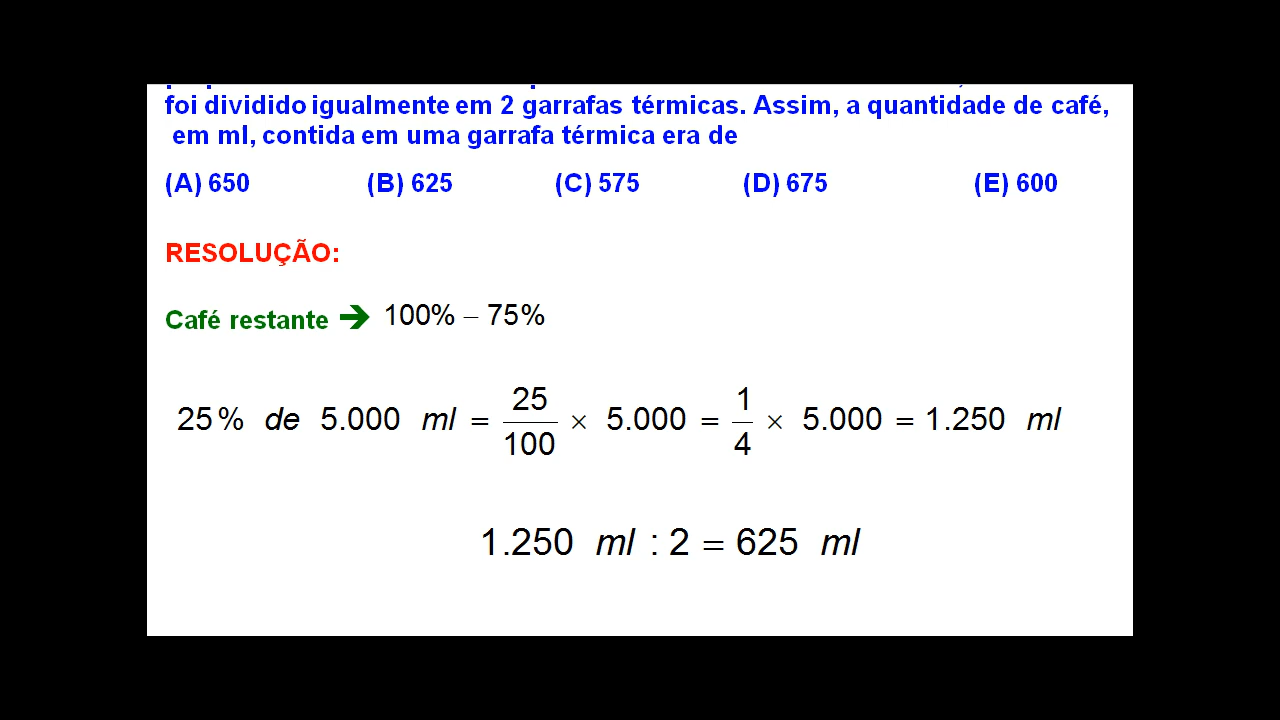 foi dividido igualmente em 2 garrafas térmicas. Assim, a quantidade de café,
em ml, contida em uma garrafa térmica era de
(A) 650 (B) 625 (C) 575 (D) 675 (E) 600
RESOLUÇÃO:
Café restante ➔ 100% – 75%
25% de 5.000 ml = 25/100 × 5.000 = 1/4 × 5.000 = 1.250 ml
1.250 ml : 2 = 625 ml